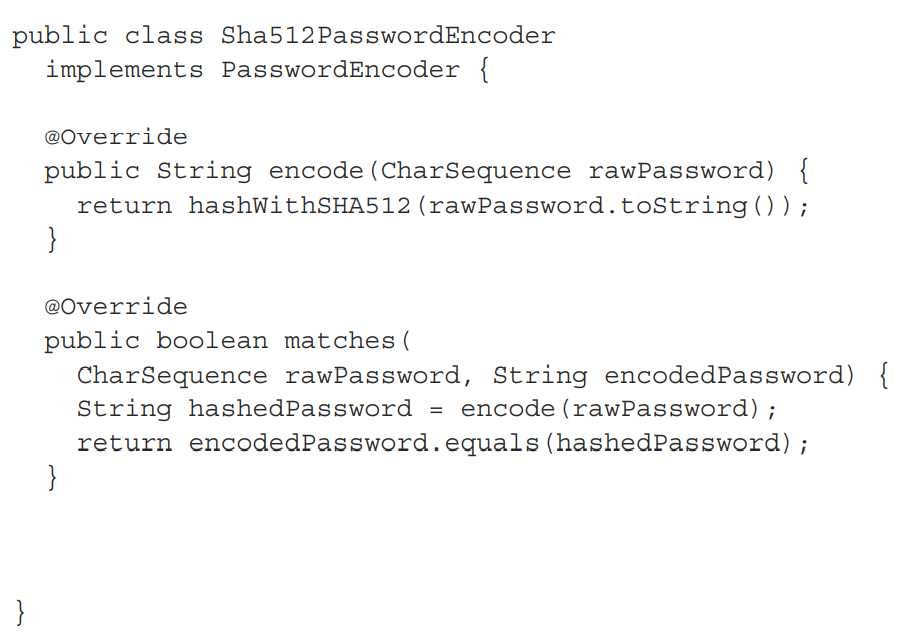 public class Sha512PasswordEncoder
implements PasswordEncoder {
@Override
public String encode(CharSequence rawPassword) {
return hashWithSHA512(rawPassword.toString());
}
@Override
public boolean matches(
CharSequence rawPassword, String encodedPassword) {
String hashedPassword = encode(rawPassword);
return encodedPassword.equals(hashedPassword);
}
}